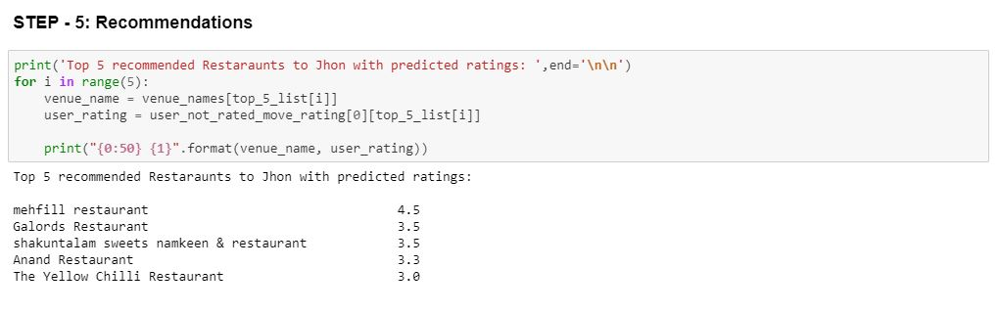 STEP - 5: Recommendations
print('Top 5 recommended Restaraunts to Jhon with predicted ratings: ',end='\n\n')
for i in range(5):
    venue_name = venue_names[top_5_list[i]]
    user_rating = user_not_rated_move_rating[0][top_5_list[i]]
    print("{0:50} {1}".format(venue_name, user_rating))
Top 5 recommended Restaraunts to Jhon with predicted ratings:
mehfill restaurant 4.5
Galords Restaurant 3.5
shakuntalam sweets namkeen & restaurant 3.5
Anand Restaurant 3.3
The Yellow Chilli Restaurant 3.0